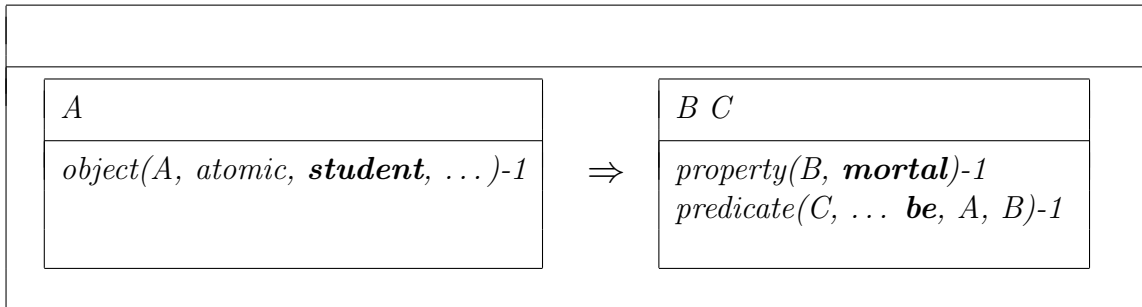 A
object(A, atomic, student, ...)-1
⇒
B C
property(B, mortal)-1
predicate(C, ... be, A, B)-1